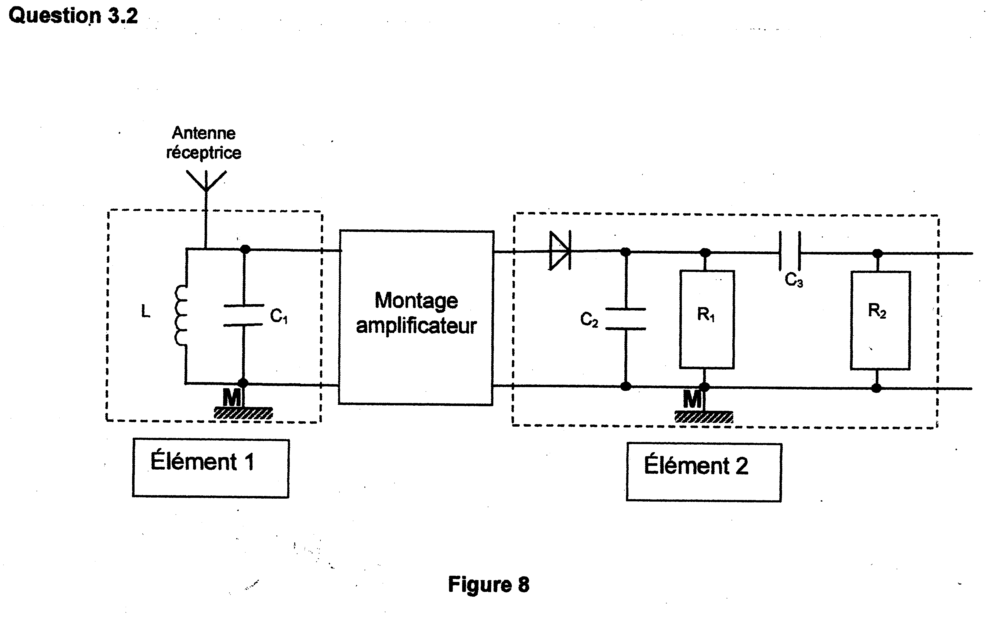 Question 3.2
Antenne
réceptrice
L
C₁
Montage
amplificateur
C₂
R₁
C₃
R₂
M
M
Élément 1
Élément 2
Figure 8